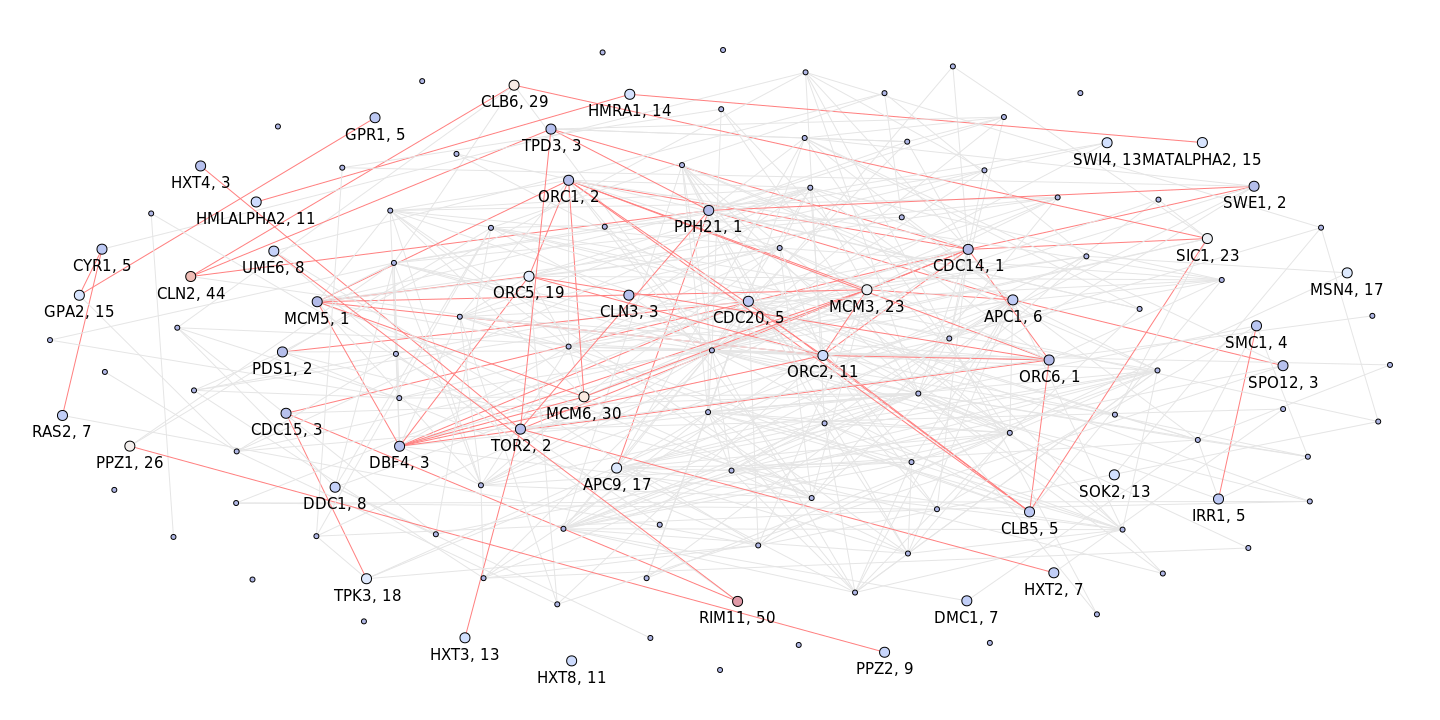 CLB6, 29
HMRA1, 14
GPR1, 5
TPD3, 3
SWI4, 13
MATALPHA2, 15
HXT4, 3
ORC1, 2
SWE1, 2
HMLALPHA2, 11
PPH21, 1
SIC1, 23
CYR1, 5
UME6, 8
CDC14, 1
GPA2, 15
CLN2, 44
ORC5, 19
MSN4, 17
MCM5, 1
CLN3, 3
CDC20, 5
MCM3, 23
APC1, 6
SMC1, 4
PDS1, 2
ORC2, 11
ORC6, 1
SPO12, 3
RAS2, 7
CDC15, 3
MCM6, 30
PPZ1, 26
DBF4, 3
TOR2, 2
APC9, 17
SOK2, 13
DDC1, 8
CLB5, 5
IRR1, 5
TPK3, 18
HXT2, 7
RIM11, 50
DMC1, 7
HXT3, 13
HXT8, 11
PPZ2, 9